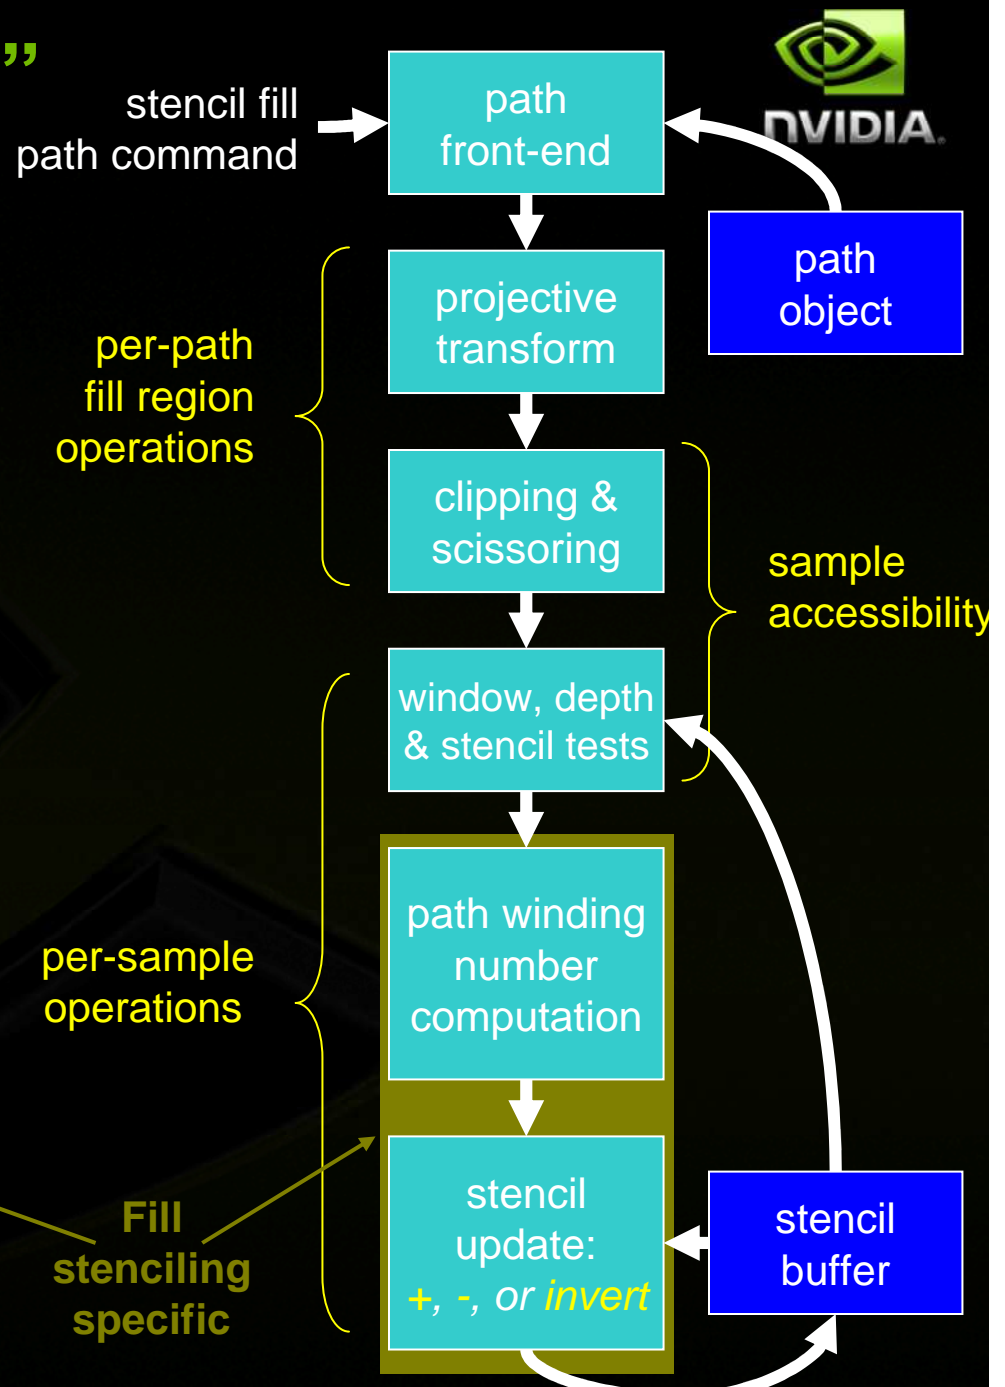 ”
stencil fill
path command
path
front-end
NVIDIA.
path
object
projective
transform
per-path
fill region
operations
clipping &
scissoring
sample
accessibility
window, depth
& stencil tests
path winding
number
computation
per-sample
operations
stencil
update:
+, -, or invert
Fill
stenciling
specific
stencil
buffer